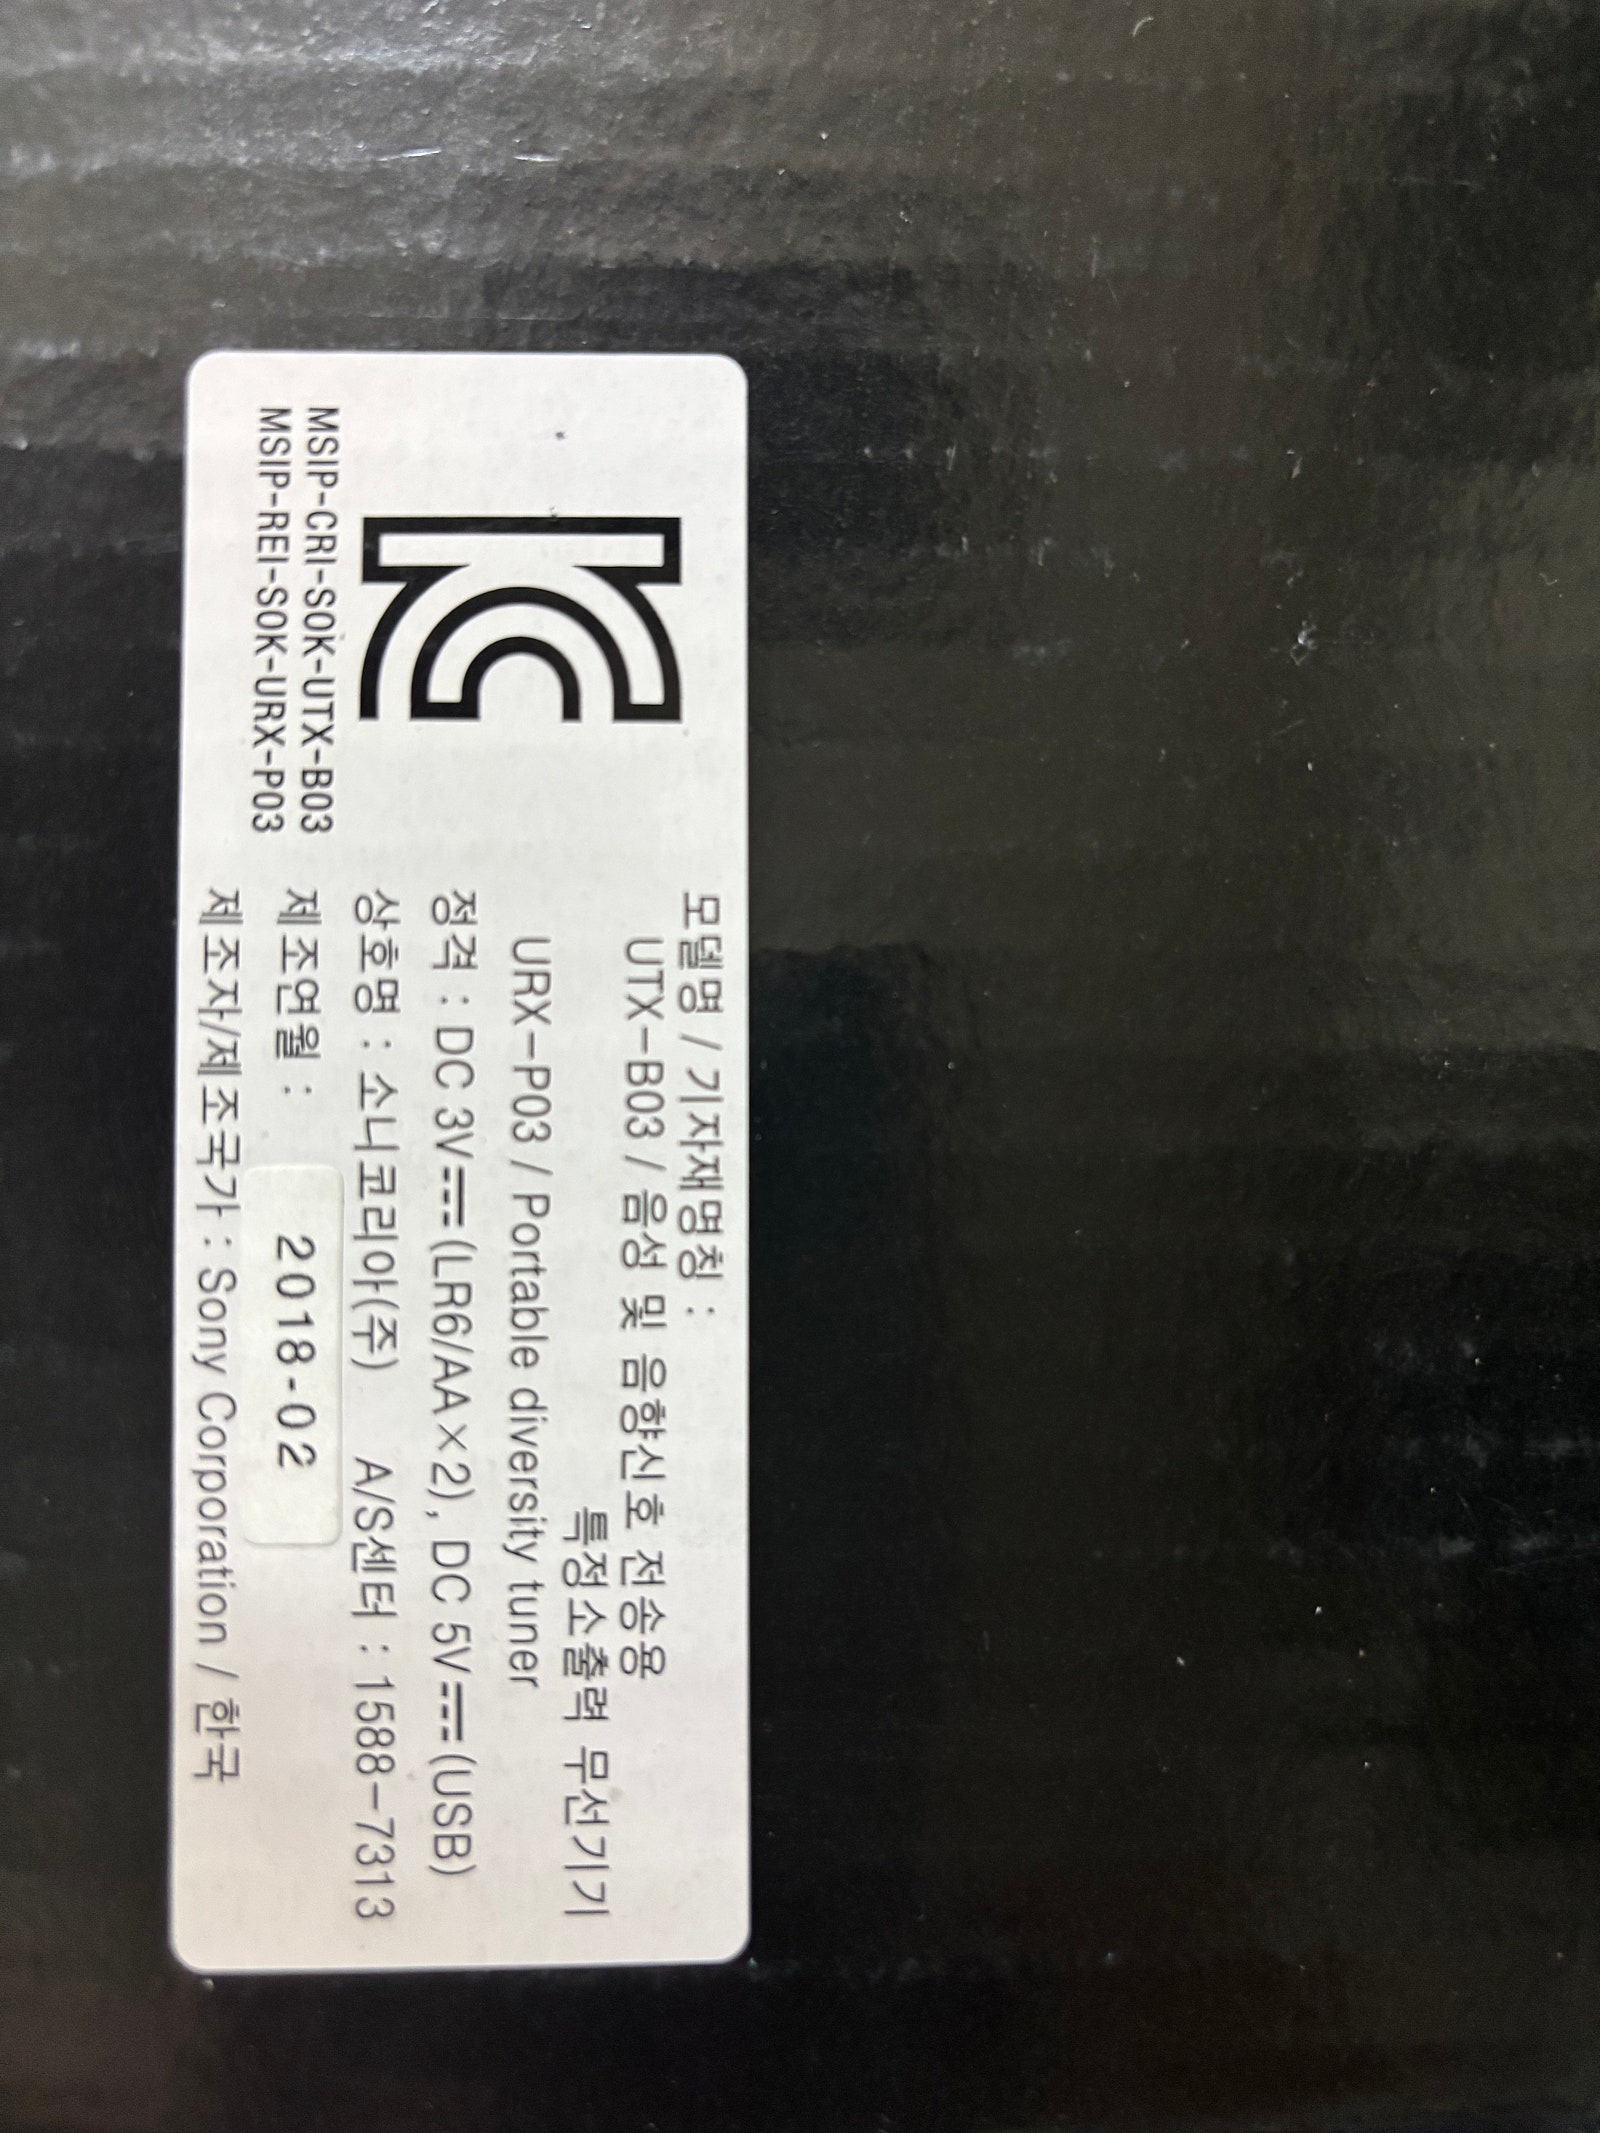 KC
MSIP-CRI-SOK-UTX-B03
MSIP-REI-SOK-URX-P03
모델명 / 기자재명칭 :
UTX-B03 / 음성 및 음향신호 전송용
특정소출력 무선기기
URX-P03 / Portable diversity tuner
정격 : DC 3V⎓(LR6/AA×2), DC 5V⎓(USB)
상호명 : 소니코리아(주) A/S센터 : 1588-7313
제조연월 : 2018-02
제조자/제조국가 : Sony Corporation / 한국